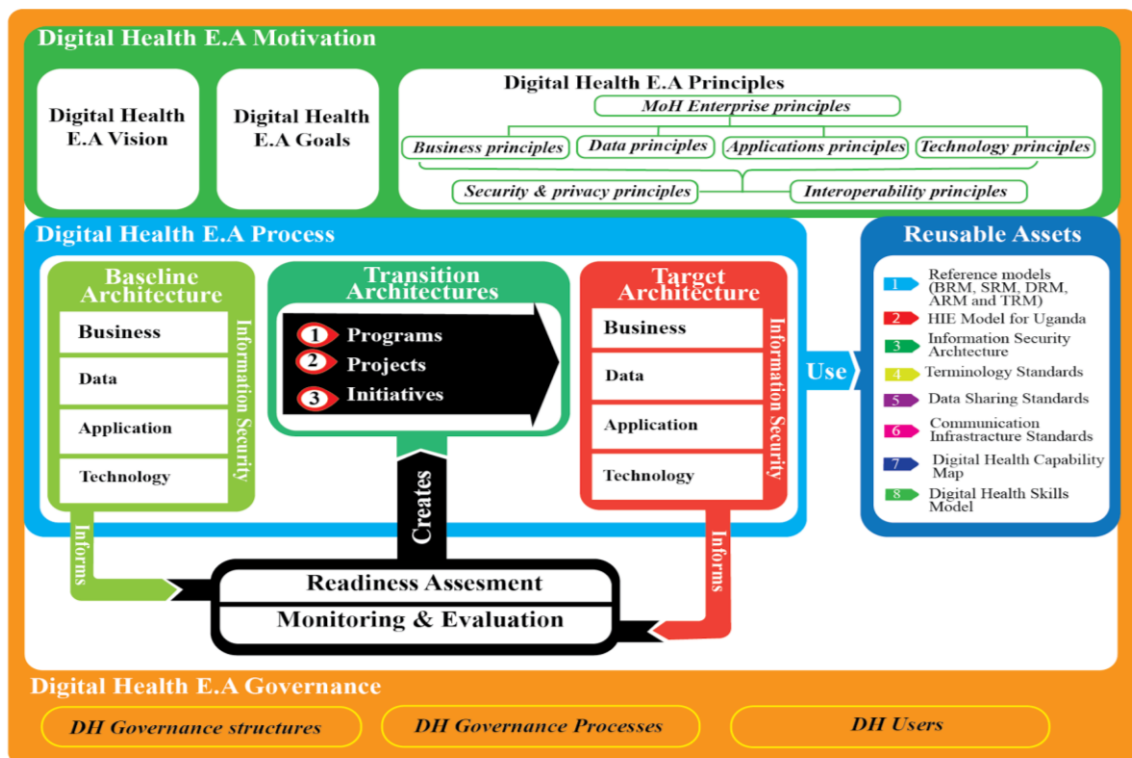 Digital Health E.A Motivation
Digital Health
E.A Vision
Digital Health
E.A Goals
Digital Health E.A Principles
MoH Enterprise principles
Business principles
Data principles
Applications principles
Technology principles
Security & privacy principles
Interoperability principles
Digital Health E.A Process
Baseline
Architecture
Business
Data
Application
Technology
Information Security
Transition
Architectures
1 Programs
2 Projects
3 Initiatives
Target
Architecture
Business
Data
Application
Technology
Information Security
Use
Reusable Assets
1 Reference models
(BRM, SRM, DRM,
ARM and TRM)
2 HIE Model for Uganda
3 Information Security
Archtecture
4 Terminology Standards
5 Data Sharing Standards
6 Communication
Infrastracture Standards
7 Digital Health Capability
Map
8 Digital Health Skills
Model
Informs
Creates
Informs
Readiness Assesment
Monitoring & Evaluation
Digital Health E.A Governance
DH Governance structures
DH Governance Processes
DH Users